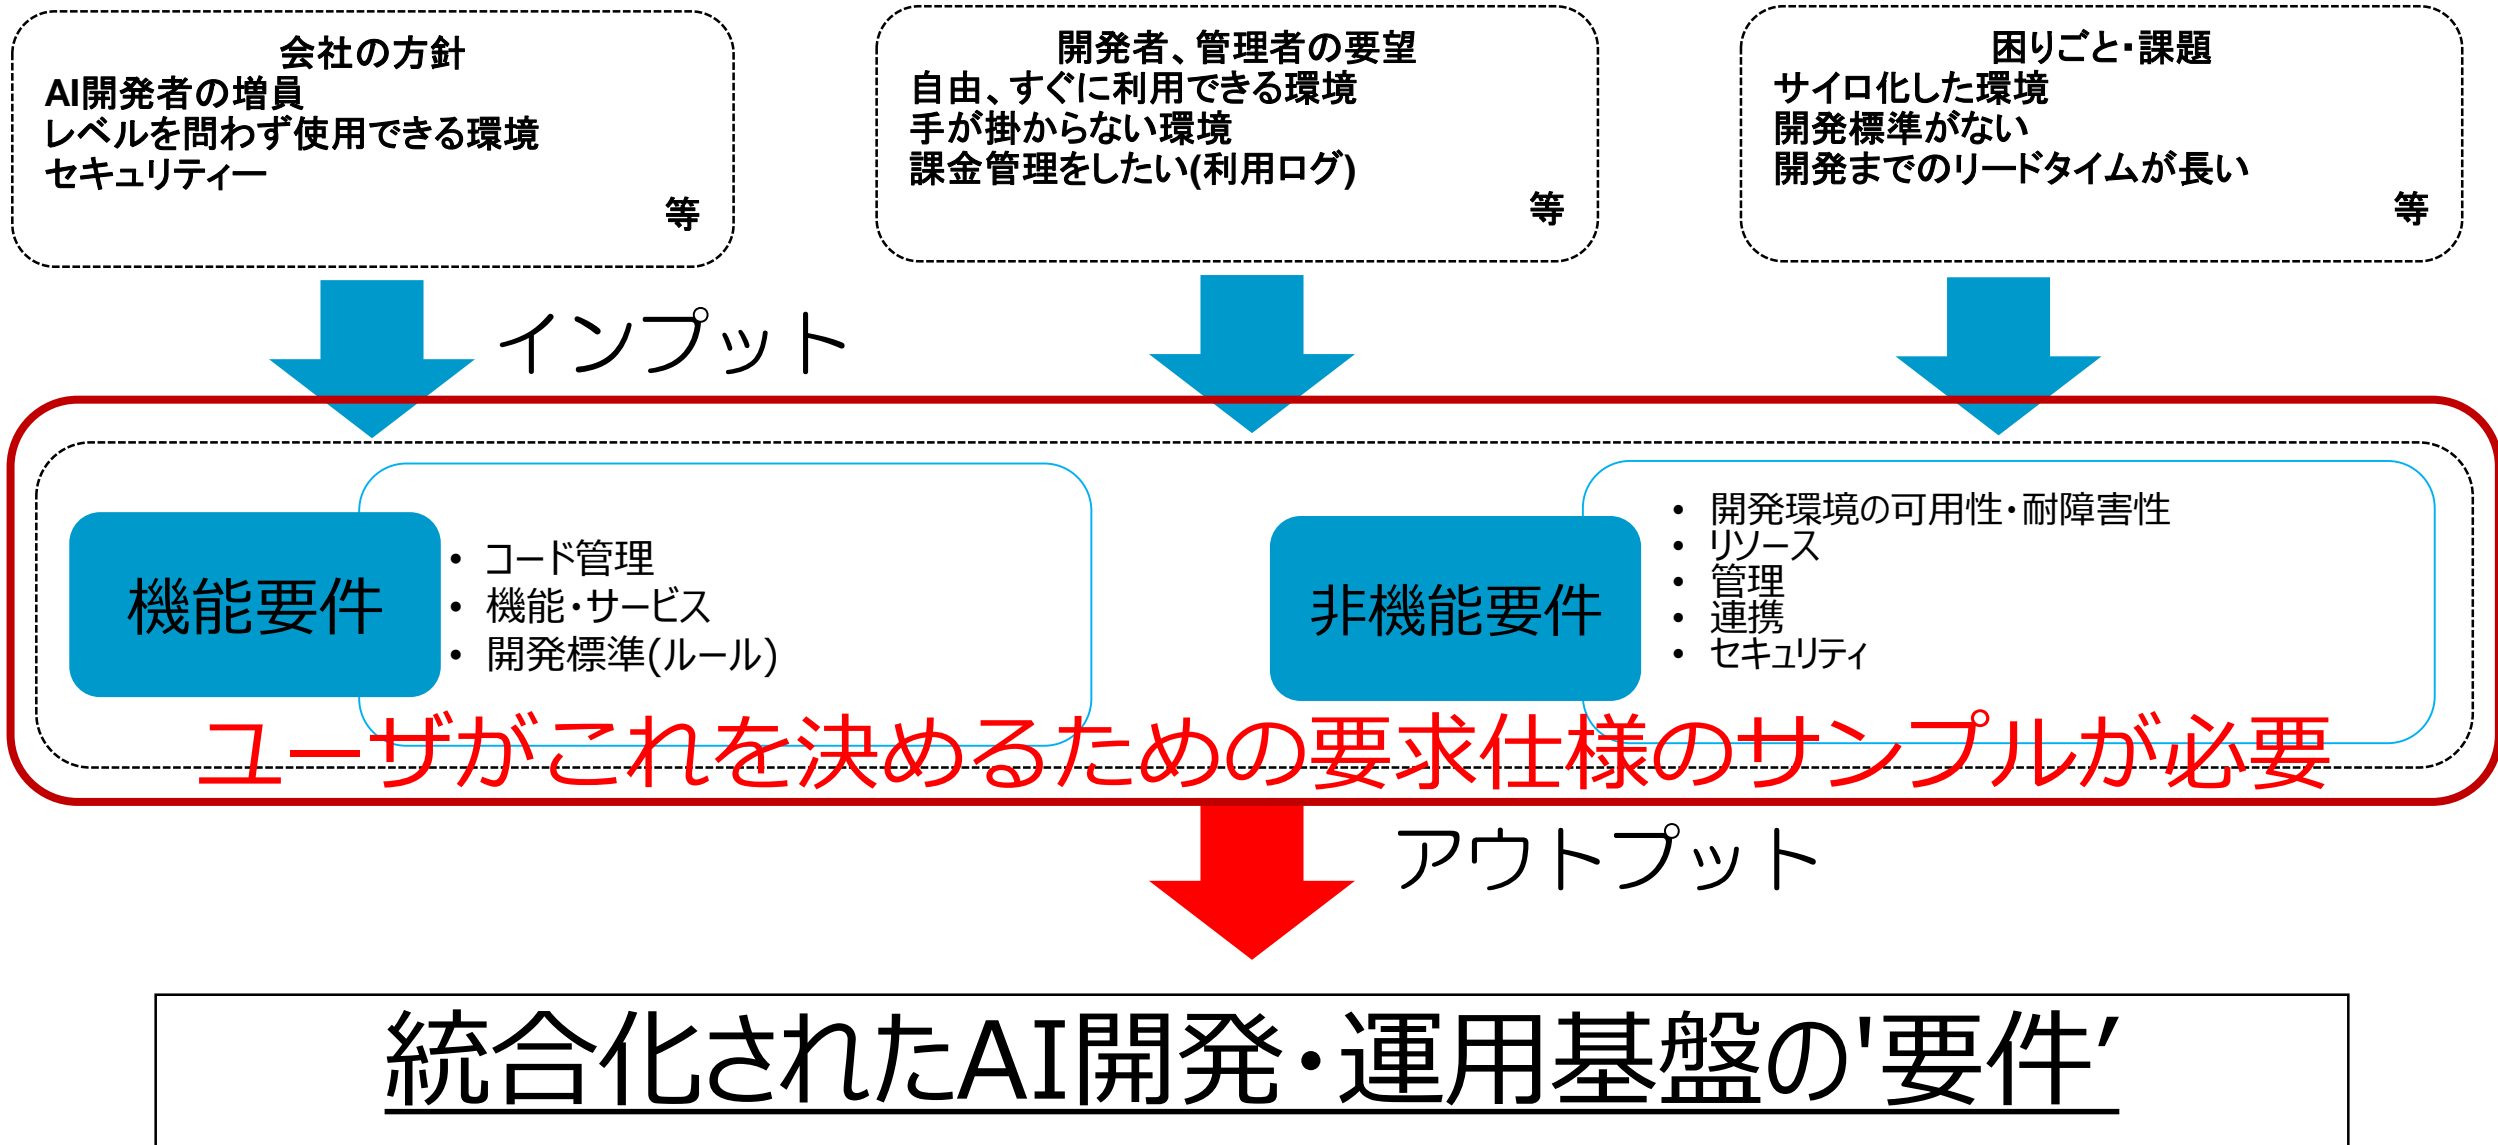 会社の方針
AI開発者の増員
レベルを問わず使用できる環境
セキュリティー
等
開発者、管理者の要望
自由、すぐに利用できる環境
手が掛からない環境
課金管理をしたい(利用ログ)
等
困りごと・課題
サイロ化した環境
開発標準がない
開発までのリードタイムが長い
等
インプット
機能要件
• コード管理
• 機能・サービス
• 開発標準(ルール)
非機能要件
• 開発環境の可用性・耐障害性
• リソース
• 管理
• 連携
• セキュリティ
ユーザがこれを決めるための要求仕様のサンプルが必要
アウトプット
統合化されたAI開発・運用基盤の'要件'